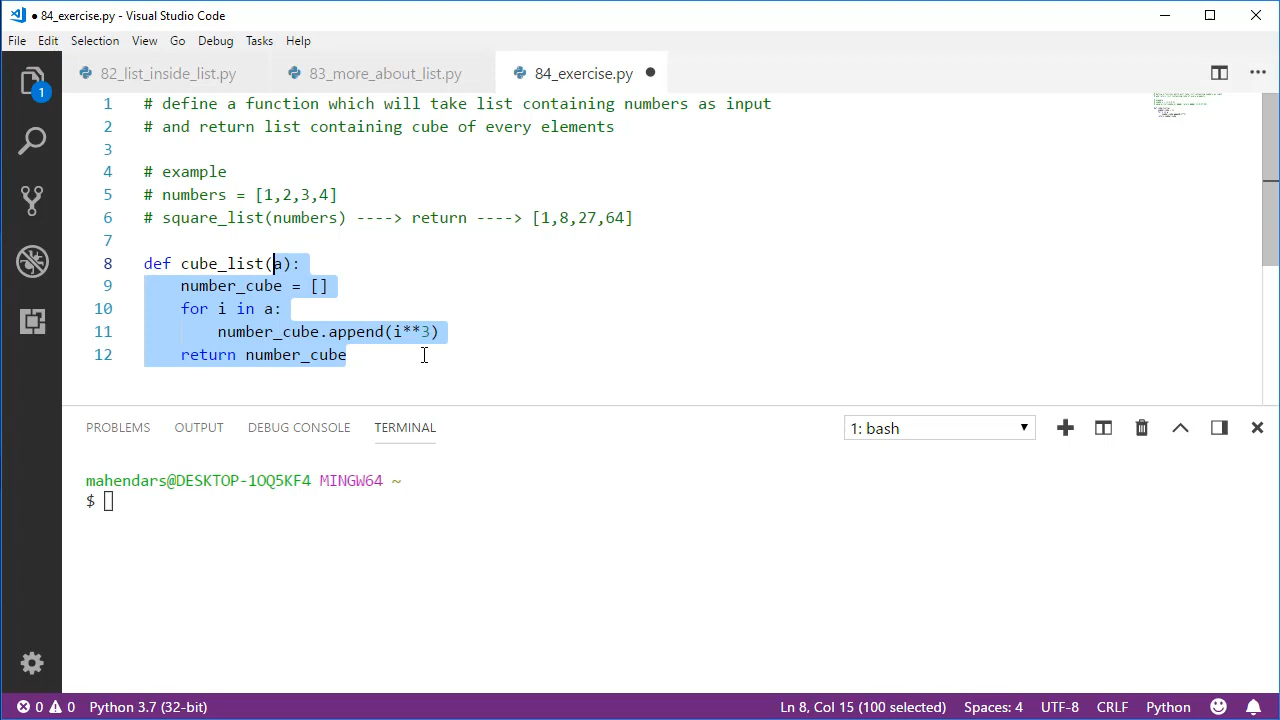 ● 84_exercise.py - Visual Studio Code
File Edit Selection View Go Debug Tasks Help
82_list_inside_list.py 83_more_about_list.py 84_exercise.py
1 # define a function which will take list containing numbers as input
2 # and return list containing cube of every elements
3
4 # example
5 # numbers = [1,2,3,4]
6 # square_list(numbers) ----> return ----> [1,8,27,64]
7
8 def cube_list(a):
9 number_cube = []
10 for i in a:
11 number_cube.append(i**3)
12 return number_cube
1
PROBLEMS OUTPUT DEBUG CONSOLE TERMINAL 1: bash
mahendars@DESKTOP-1OQ5KF4 MINGW64 ~
$
0 0 Python 3.7 (32-bit) Ln 8, Col 15 (100 selected) Spaces: 4 UTF-8 CRLF Python